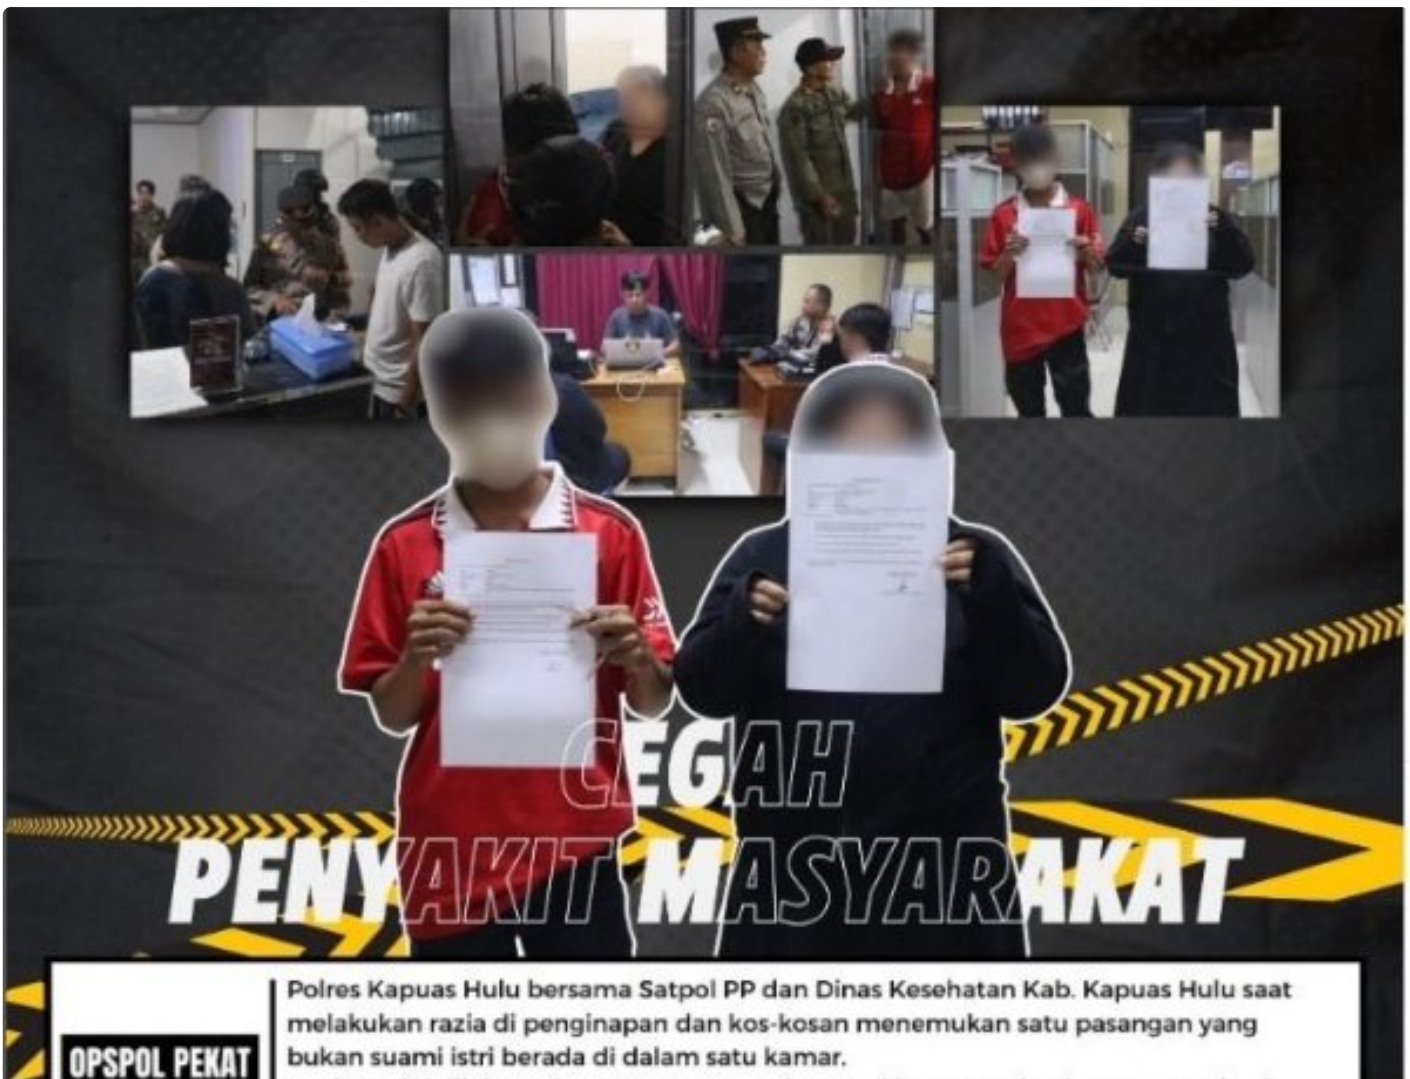 CEGAH
PENYAKIT MASYARAKAT
OPSPOL PEKAT
Polres Kapuas Hulu bersama Satpol PP dan Dinas Kesehatan Kab. Kapuas Hulu saat
melakukan razia di penginapan dan kos-kosan menemukan satu pasangan yang
bukan suami istri berada di dalam satu kamar.